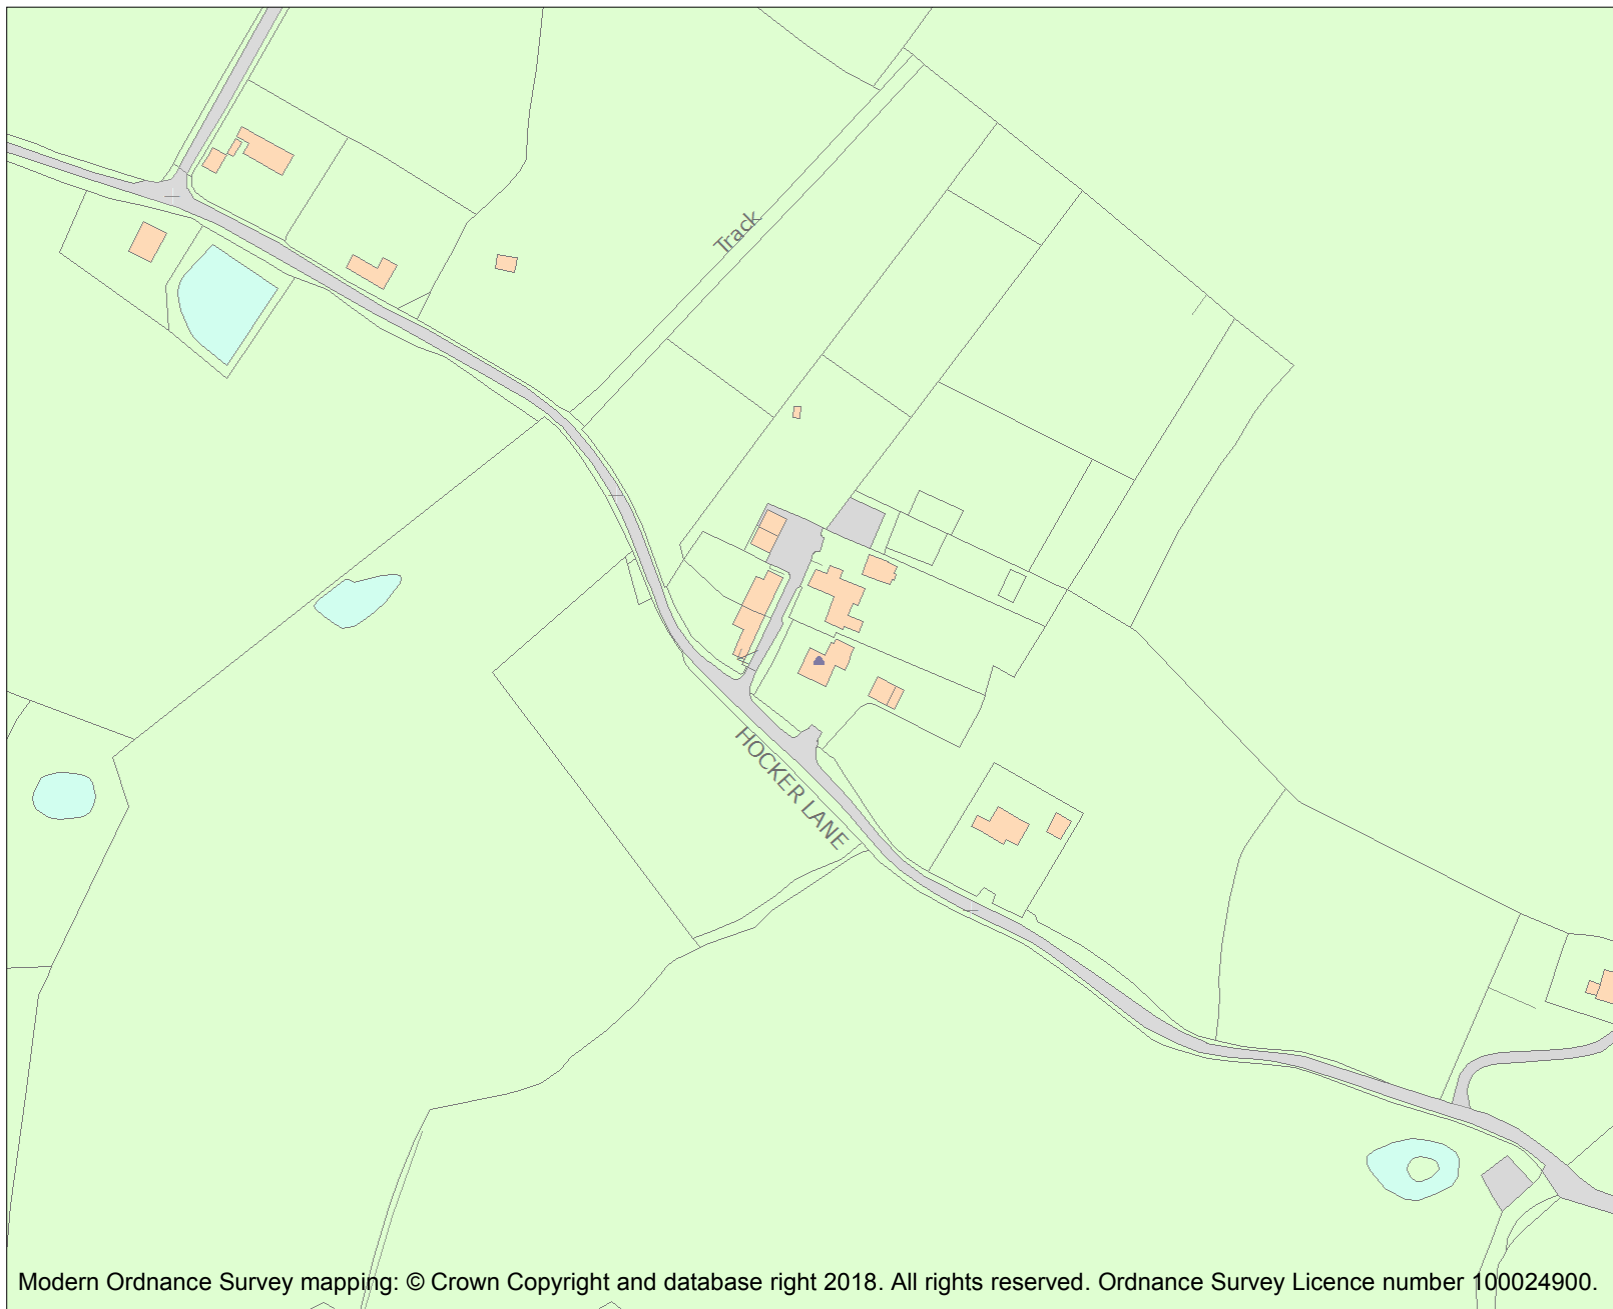 Track
HOCKER LANE
Modern Ordnance Survey mapping: © Crown Copyright and database right 2018. All rights reserved. Ordnance Survey Licence number 100024900.